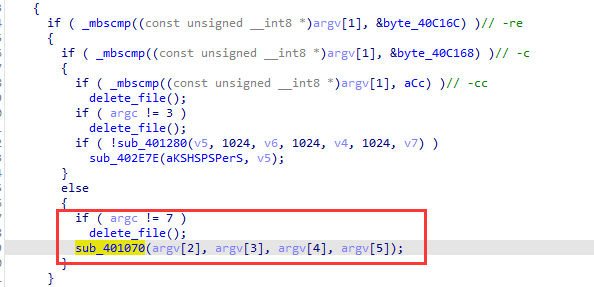 {
if ( _mbscmp((const unsigned __int8 *)argv[1], &byte_40C16C) )// -re
{
if ( _mbscmp((const unsigned __int8 *)argv[1], &byte_40C168) )// -c
{
if ( _mbscmp((const unsigned __int8 *)argv[1], aCc) )// -cc
delete_file();
if ( argc != 3 )
delete_file();
if ( !sub_401280(v5, 1024, v6, 1024, v4, 1024, v7) )
sub_402E7E(aKSHSPSPerS, v5);
}
else
{
if ( argc != 7 )
delete_file();
sub_401070(argv[2], argv[3], argv[4], argv[5]);
}
}